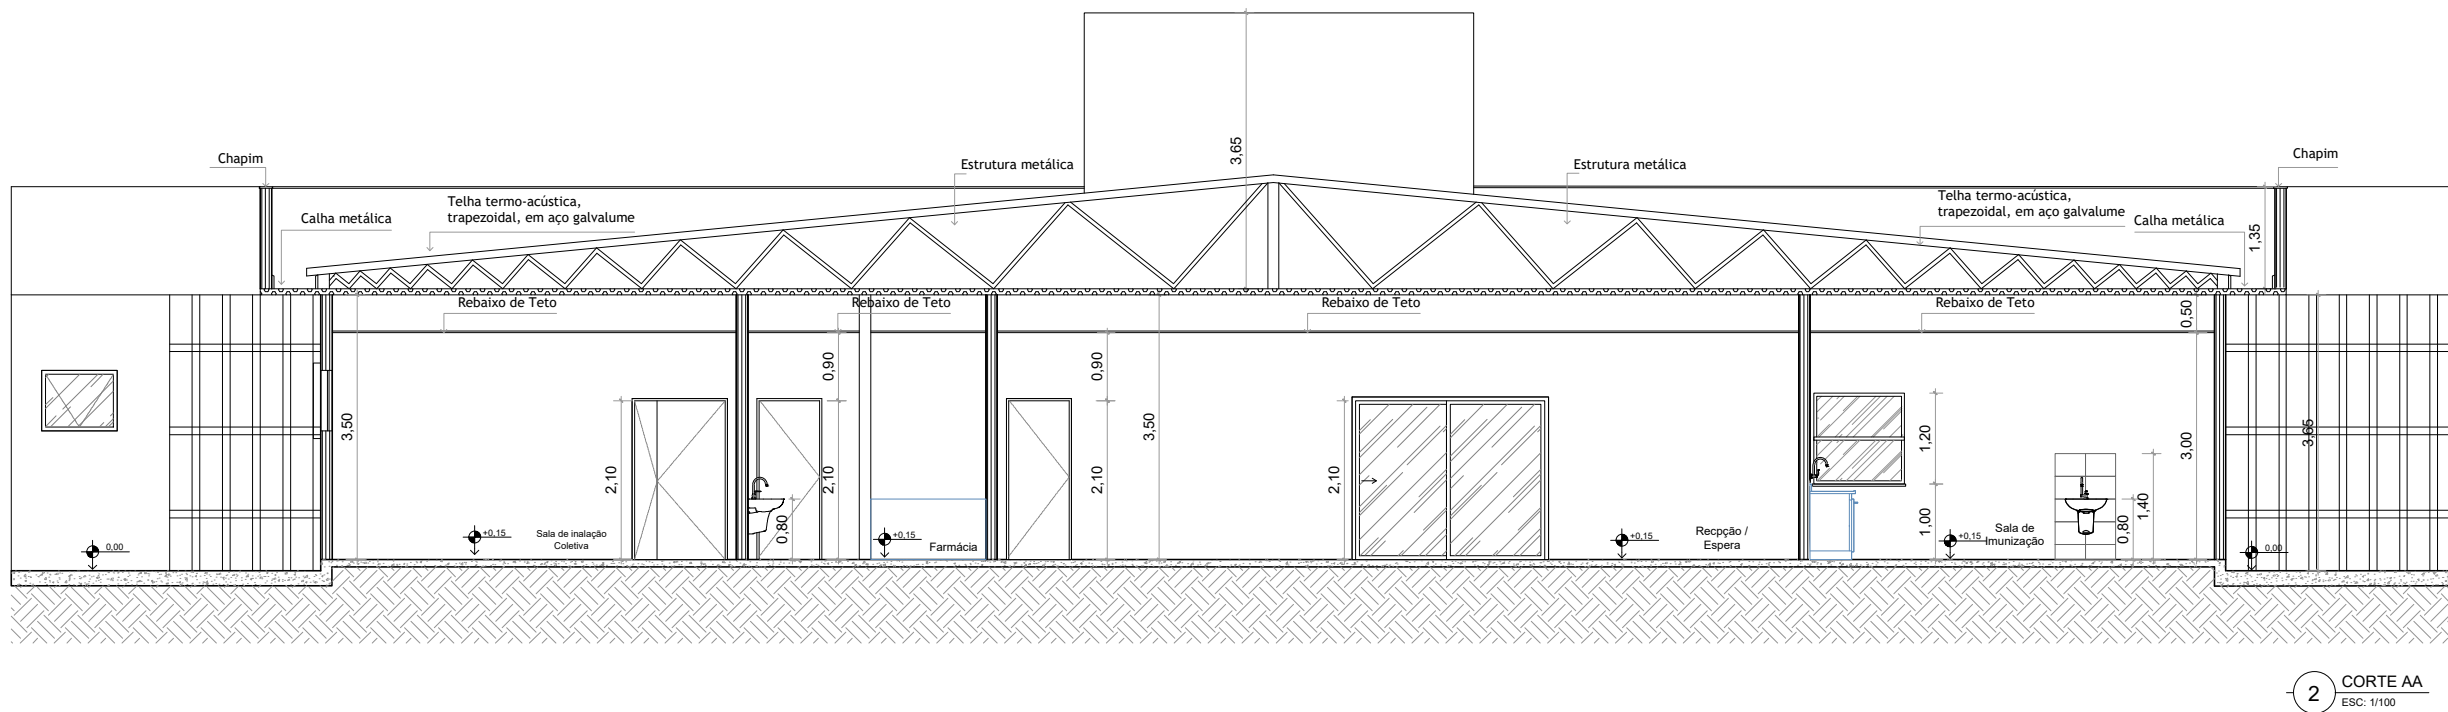 3,65
Chapim
Estrutura metálica
Estrutura metálica
Chapim
Telha termo-acústica,
trapezoidal, em aço galvalume
Calha metálica
Telha termo-acústica,
trapezoidal, em aço galvalume
Calha metálica
1,35
Rebaixo de Teto
Rebaixo de Teto
Rebaixo de Teto
Rebaixo de Teto
0,50
0,90
0,90
3,50
3,50
1,20
3,00
3,65
2,10
2,10
2,10
2,10
0,80
1,00
1,40
0,80
0,00
+0,15
Sala de inalação
Coletiva
+0,15
Farmácia
+0,15
Recpção /
Espera
+0,15
Sala de
Imunização
0,00
2
CORTE AA
ESC: 1/100